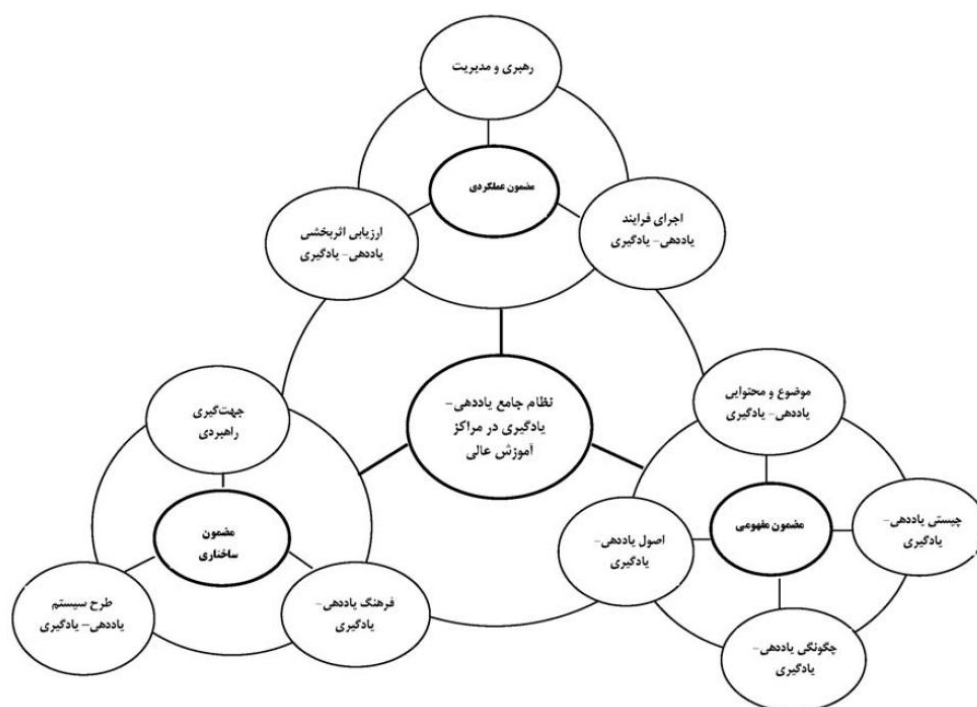 رهبری و مدیریت
مضمون عملکردی
اجرای فرایند
یاددهی- یادگیری
ارزیابی اثربخشی
یاددهی- یادگیری
نظام جامع یاددهی-
یادگیری در مراکز
آموزش عالی
موضوع و محتوایی
یاددهی- یادگیری
مضمون مفهومی
چیستی یاددهی-
یادگیری
اصول یاددهی-
یادگیری
چگونگی یاددهی-
یادگیری
جهت‌گیری
راهبردی
مضمون
ساختاری
فرهنگ یاددهی-
یادگیری
طرح سیستم
یاددهی- یادگیری